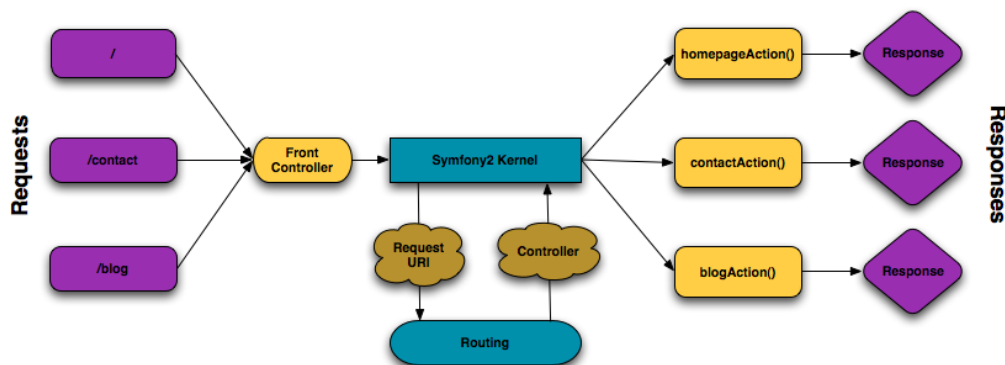 Requests
/
/contact
/blog
Front
Controller
Symfony2 Kernel
Request
URI
Controller
Routing
homepageAction()
contactAction()
blogAction()
Response
Response
Response
Responses